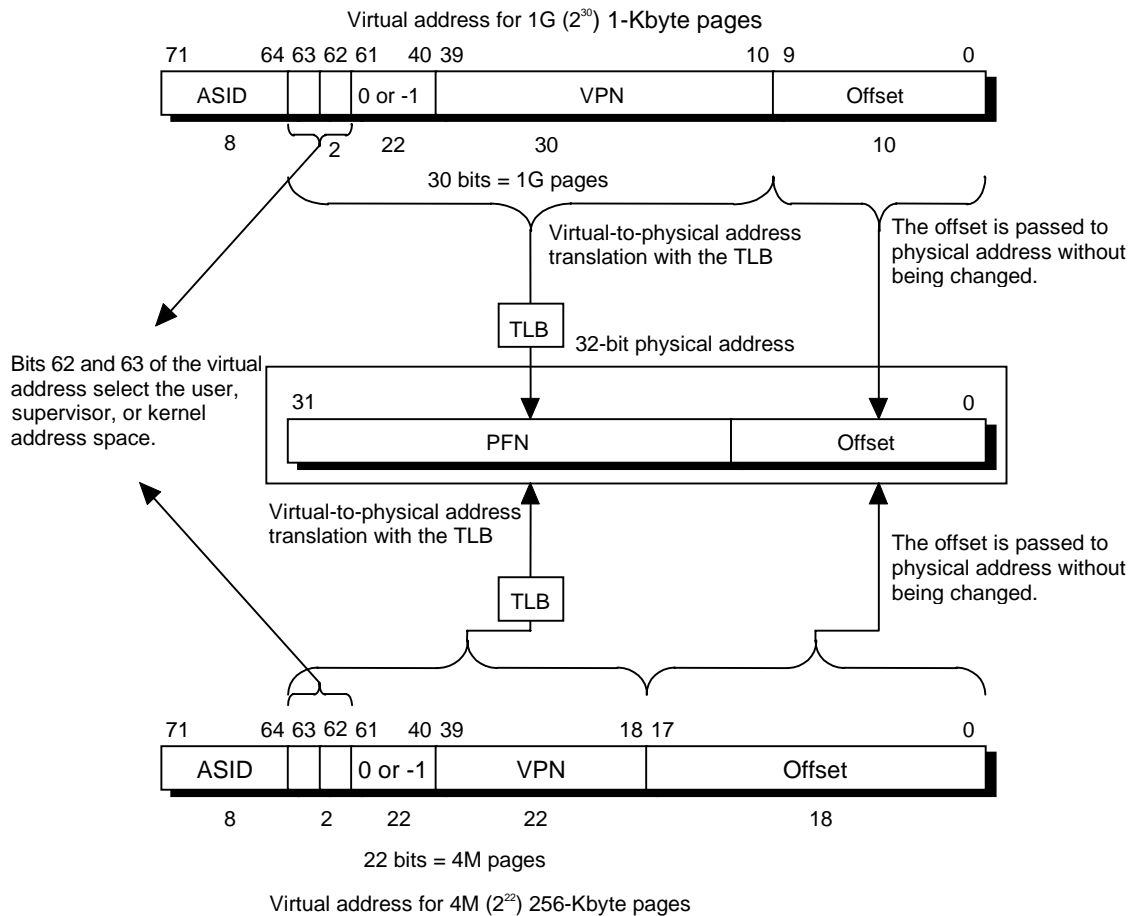 Virtual address for 1G (2³⁰) 1-Kbyte pages
71 64 63 62 61 40 39 10 9 0
ASID 0 or -1 VPN Offset
8 2 22 30 10
30 bits = 1G pages
Virtual-to-physical address
translation with the TLB
The offset is passed to
physical address without
being changed.
TLB
32-bit physical address
Bits 62 and 63 of the virtual
address select the user,
supervisor, or kernel
address space.
31 0
PFN Offset
Virtual-to-physical address
translation with the TLB
The offset is passed to
physical address without
being changed.
TLB
71 64 63 62 61 40 39 18 17 0
ASID 0 or -1 VPN Offset
8 2 22 22 18
22 bits = 4M pages
Virtual address for 4M (2²²) 256-Kbyte pages